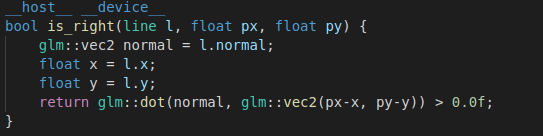 __host__ __device__
bool is_right(line l, float px, float py) {
    glm::vec2 normal = l.normal;
    float x = l.x;
    float y = l.y;
    return glm::dot(normal, glm::vec2(px-x, py-y)) > 0.0f;
}